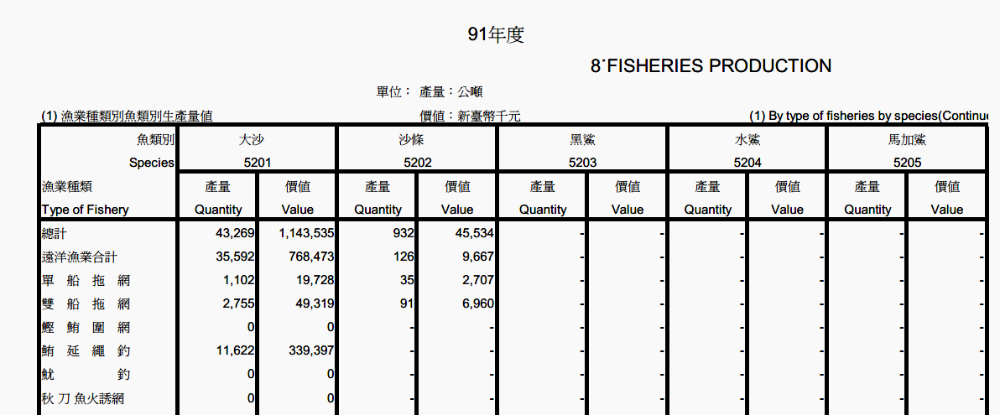 91年度
8˙FISHERIES PRODUCTION
單位： 產量：公噸
(1) 漁業種類別魚類別生產量值 價值：新臺幣千元 (1) By type of fisheries by species(Continue
魚類別 大沙 沙條 黑鯊 水鯊 馬加鯊
Species 5201 5202 5203 5204 5205
漁業種類 產量 價值 產量 價值 產量 價值 產量 價值 產量 價值
Type of Fishery Quantity Value Quantity Value Quantity Value Quantity Value Quantity Value
總計 43,269 1,143,535 932 45,534 - - - - - -
遠洋漁業合計 35,592 768,473 126 9,667 - - - - - -
單 船 拖 網 1,102 19,728 35 2,707 - - - - - -
雙 船 拖 網 2,755 49,319 91 6,960 - - - - - -
鰹 鮪 圍 網 0 0 - - - - - - - -
鮪 延 繩 釣 11,622 339,397 - - - - - - - -
魷 釣 0 0 - - - - - - - -
秋 刀 魚火誘網 0 0 - - - - - - - -